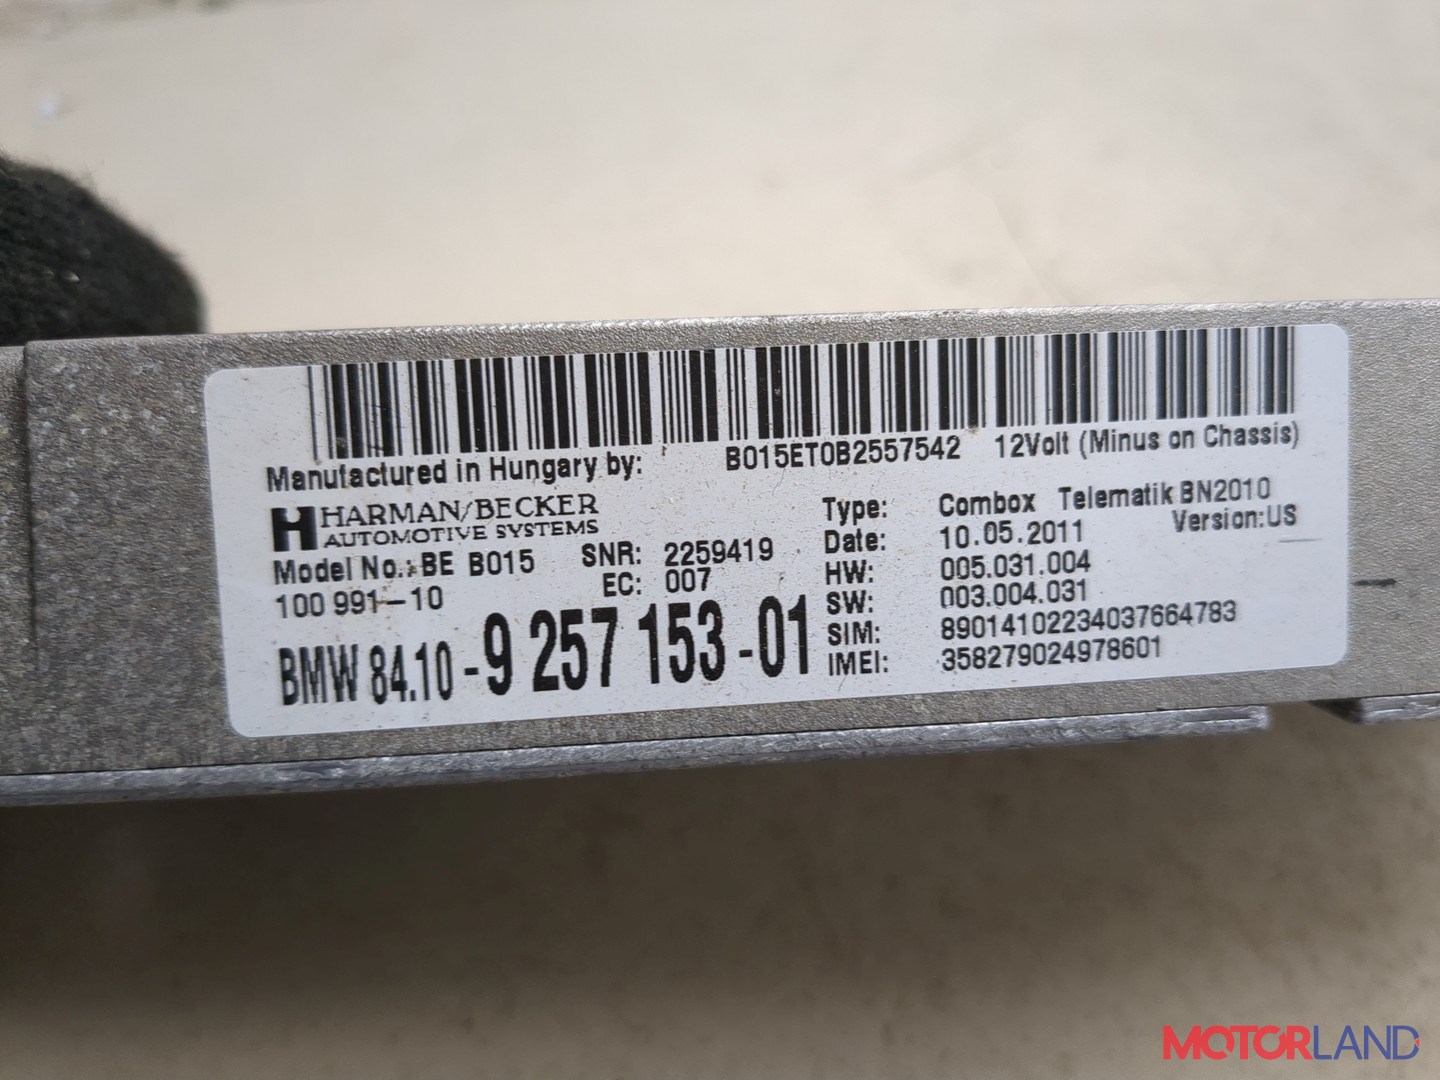 B015ET0B2557542 12Volt (Minus on Chassis)
Manufactured in Hungary by:
HARMAN/BECKER
AUTOMOTIVE SYSTEMS
Model No.: BE B015 SNR: 2259419
100 991-10 EC: 007
BMW 84.10-9 257 153-01
Type: Combox Telematik BN2010
Date: 10.05.2011 Version:US
HW: 005.031.004
SW: 003.004.031
SIM: 89014102234037664783
IMEI: 358279024978601
MOTORLAND